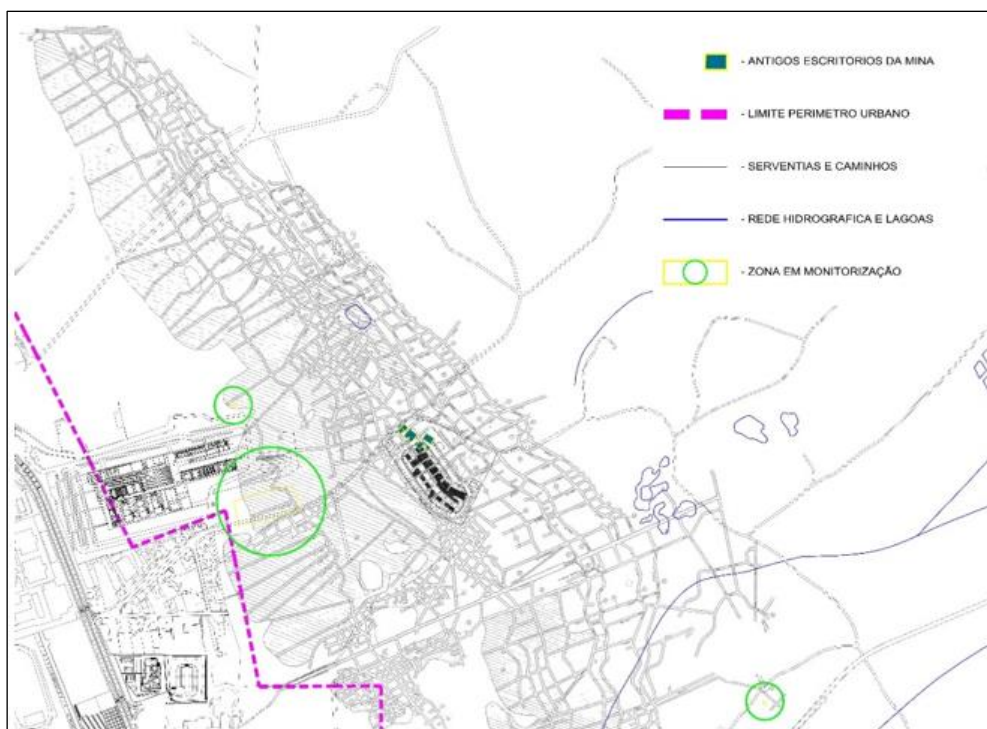 - ANTIGOS ESCRITORIOS DA MINA
- LIMITE PERIMETRO URBANO
- SERVENTIAS E CAMINHOS
- REDE HIDROGRAFICA E LAGOAS
- ZONA EM MONITORIZAÇÃO